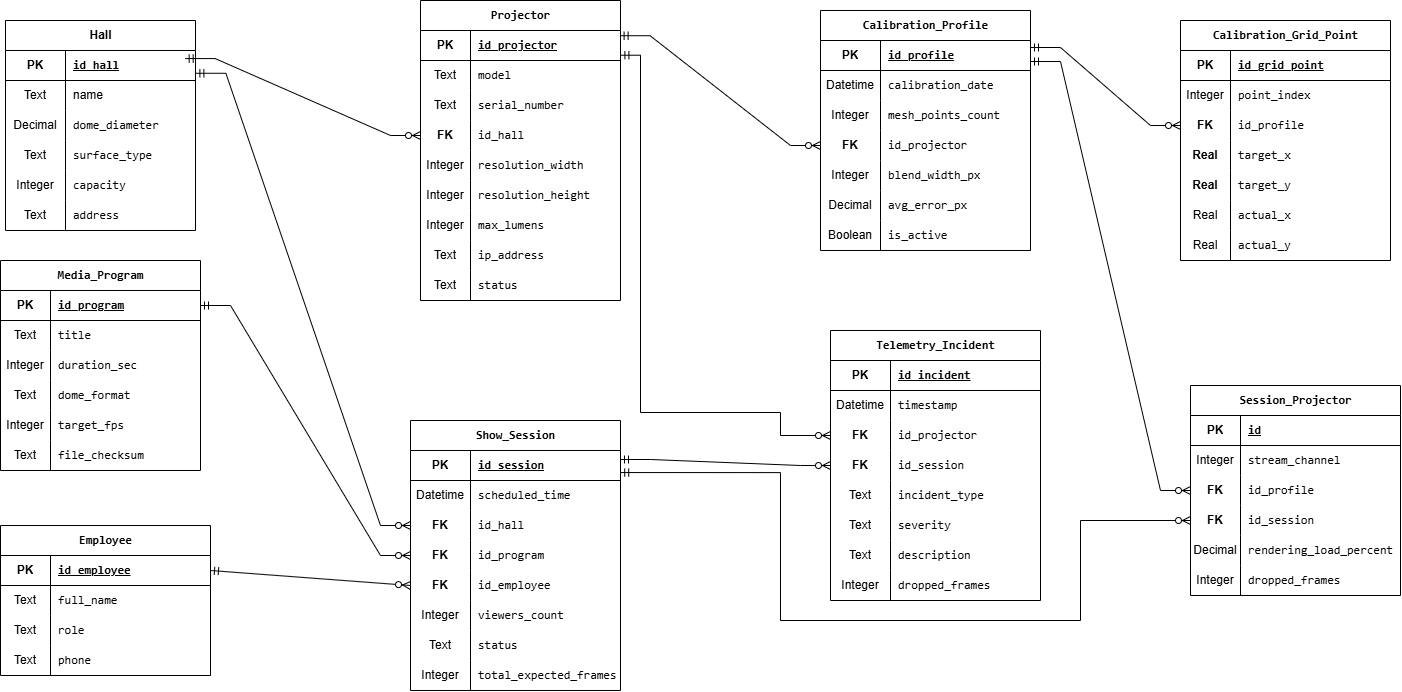 Hall
PK id_hall
Text name
Decimal dome_diameter
Text surface_type
Integer capacity
Text address
Projector
PK id_projector
Text model
Text serial_number
FK id_hall
Integer resolution_width
Integer resolution_height
Integer max_lumens
Text ip_address
Text status
Calibration_Profile
PK id_profile
Datetime calibration_date
Integer mesh_points_count
FK id_projector
Integer blend_width_px
Decimal avg_error_px
Boolean is_active
Calibration_Grid_Point
PK id_grid_point
Integer point_index
FK id_profile
Real target_x
Real target_y
Real actual_x
Real actual_y
Media_Program
PK id_program
Text title
Integer duration_sec
Text dome_format
Integer target_fps
Text file_checksum
Show_Session
PK id_session
Datetime scheduled_time
FK id_hall
FK id_program
FK id_employee
Integer viewers_count
Text status
Integer total_expected_frames
Telemetry_Incident
PK id_incident
Datetime timestamp
FK id_projector
FK id_session
Text incident_type
Text severity
Text description
Integer dropped_frames
Session_Projector
PK id
Integer stream_channel
FK id_profile
FK id_session
Decimal rendering_load_percent
Integer dropped_frames
Employee
PK id_employee
Text full_name
Text role
Text phone